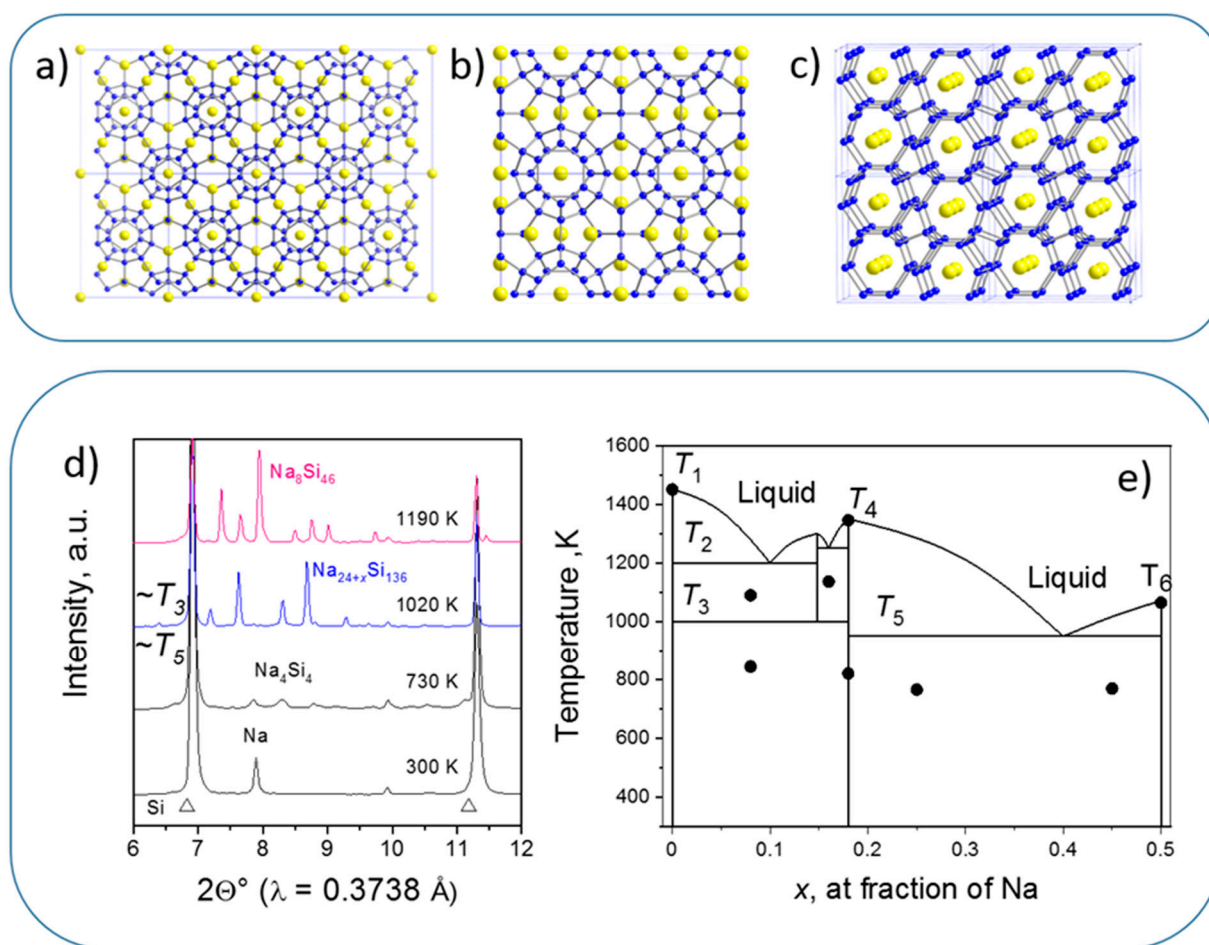 a)
b)
c)
d)
Na₈Si₄₆
1190 K
Na₂₄₊ₓSi₁₃₆
~T₃
1020 K
~T₅
Na₄Si₄
730 K
Na
300 K
Si
6 7 8 9 10 11 12
2Θ° (λ = 0.3738 Å)
Intensity, a.u.
e)
1600
1400
1200
1000
800
600
400
T₁
Liquid
T₄
T₂
Liquid
T₃
T₅
T₆
0 0.1 0.2 0.3 0.4 0.5
x, at fraction of Na
Temperature ,K